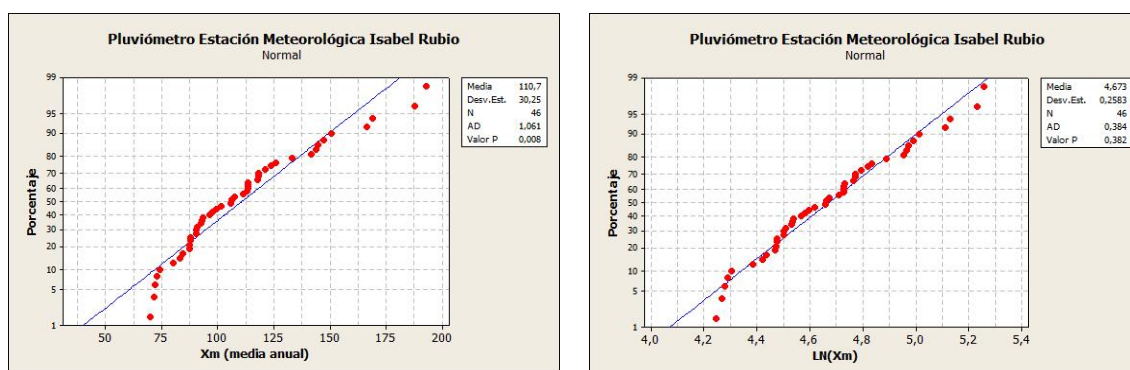 Pluviómetro Estación Meteorológica Isabel Rubio
Normal
99
95
90
80
70
60
50
40
30
20
10
5
1
Porcentaje
50
75
100
125
150
175
200
Xm (media anual)
Media 110,7
Desv.Est. 30,25
N 46
AD 1,061
Valor P 0,008
Pluviómetro Estación Meteorológica Isabel Rubio
Normal
99
95
90
80
70
60
50
40
30
20
10
5
1
Porcentaje
4,0
4,2
4,4
4,6
4,8
5,0
5,2
5,4
LN(Xm)
Media 4,673
Desv.Est. 0,2583
N 46
AD 0,384
Valor P 0,382